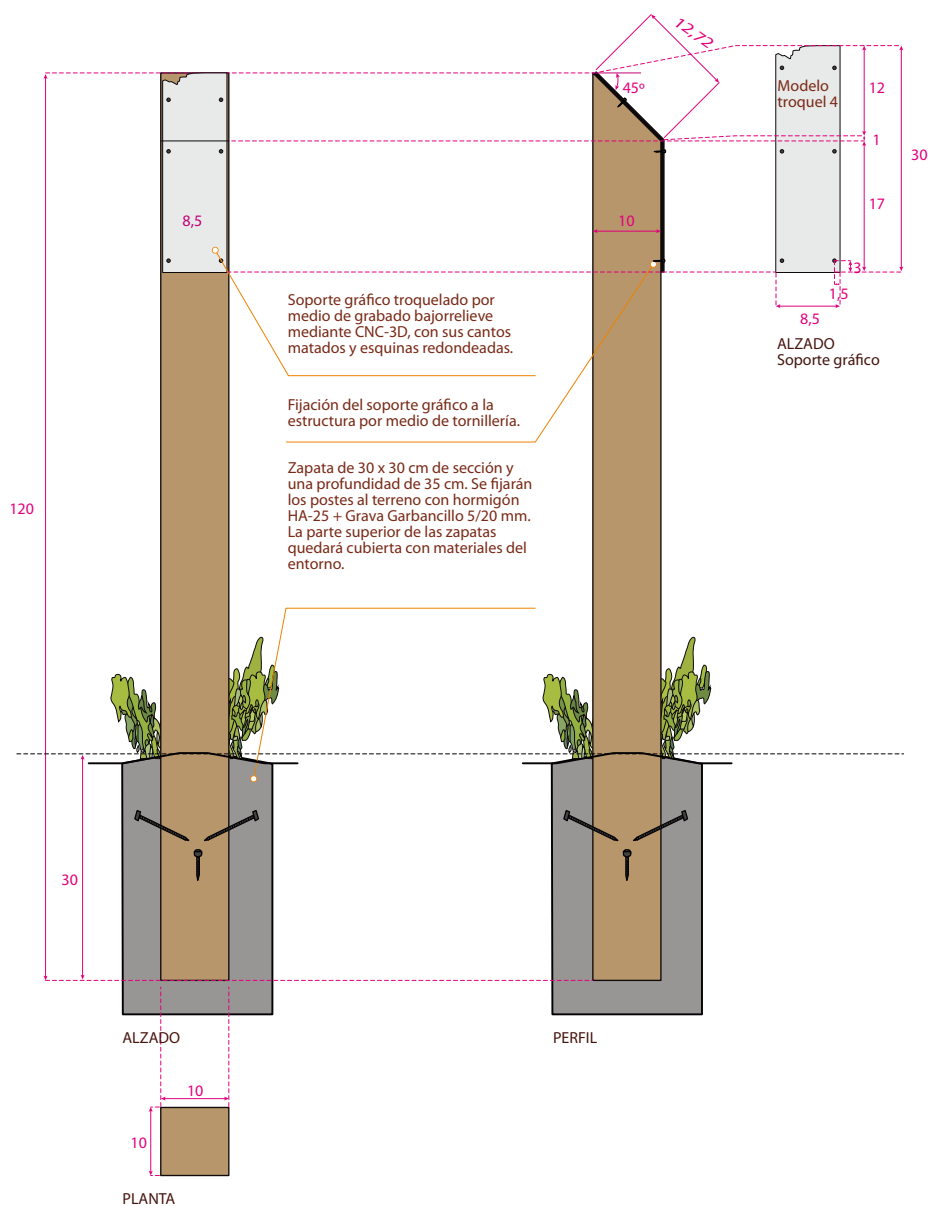 12,72
45º
Modelo
troquel 4
12
1
30
17
8,5
10
3
1,5
8,5
ALZADO
Soporte gráfico
Soporte gráfico troquelado por
medio de grabado bajorrelieve
mediante CNC-3D, con sus cantos
matados y esquinas redondeadas.
Fijación del soporte gráfico a la
estructura por medio de tornillería.
Zapata de 30 x 30 cm de sección y
una profundidad de 35 cm. Se fijarán
los postes al terreno con hormigón
HA-25 + Grava Garbancillo 5/20 mm.
La parte superior de las zapatas
quedará cubierta con materiales del
entorno.
120
30
ALZADO
PERFIL
10
10
PLANTA